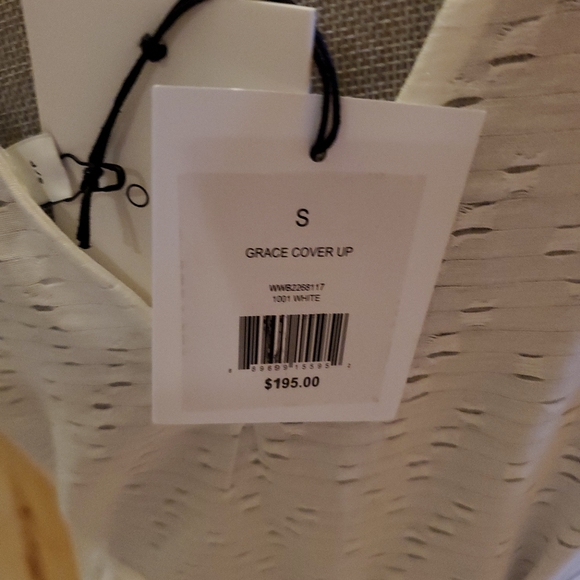 S
GRACE COVER UP
WWB2268117
1001 WHITE
$195.00